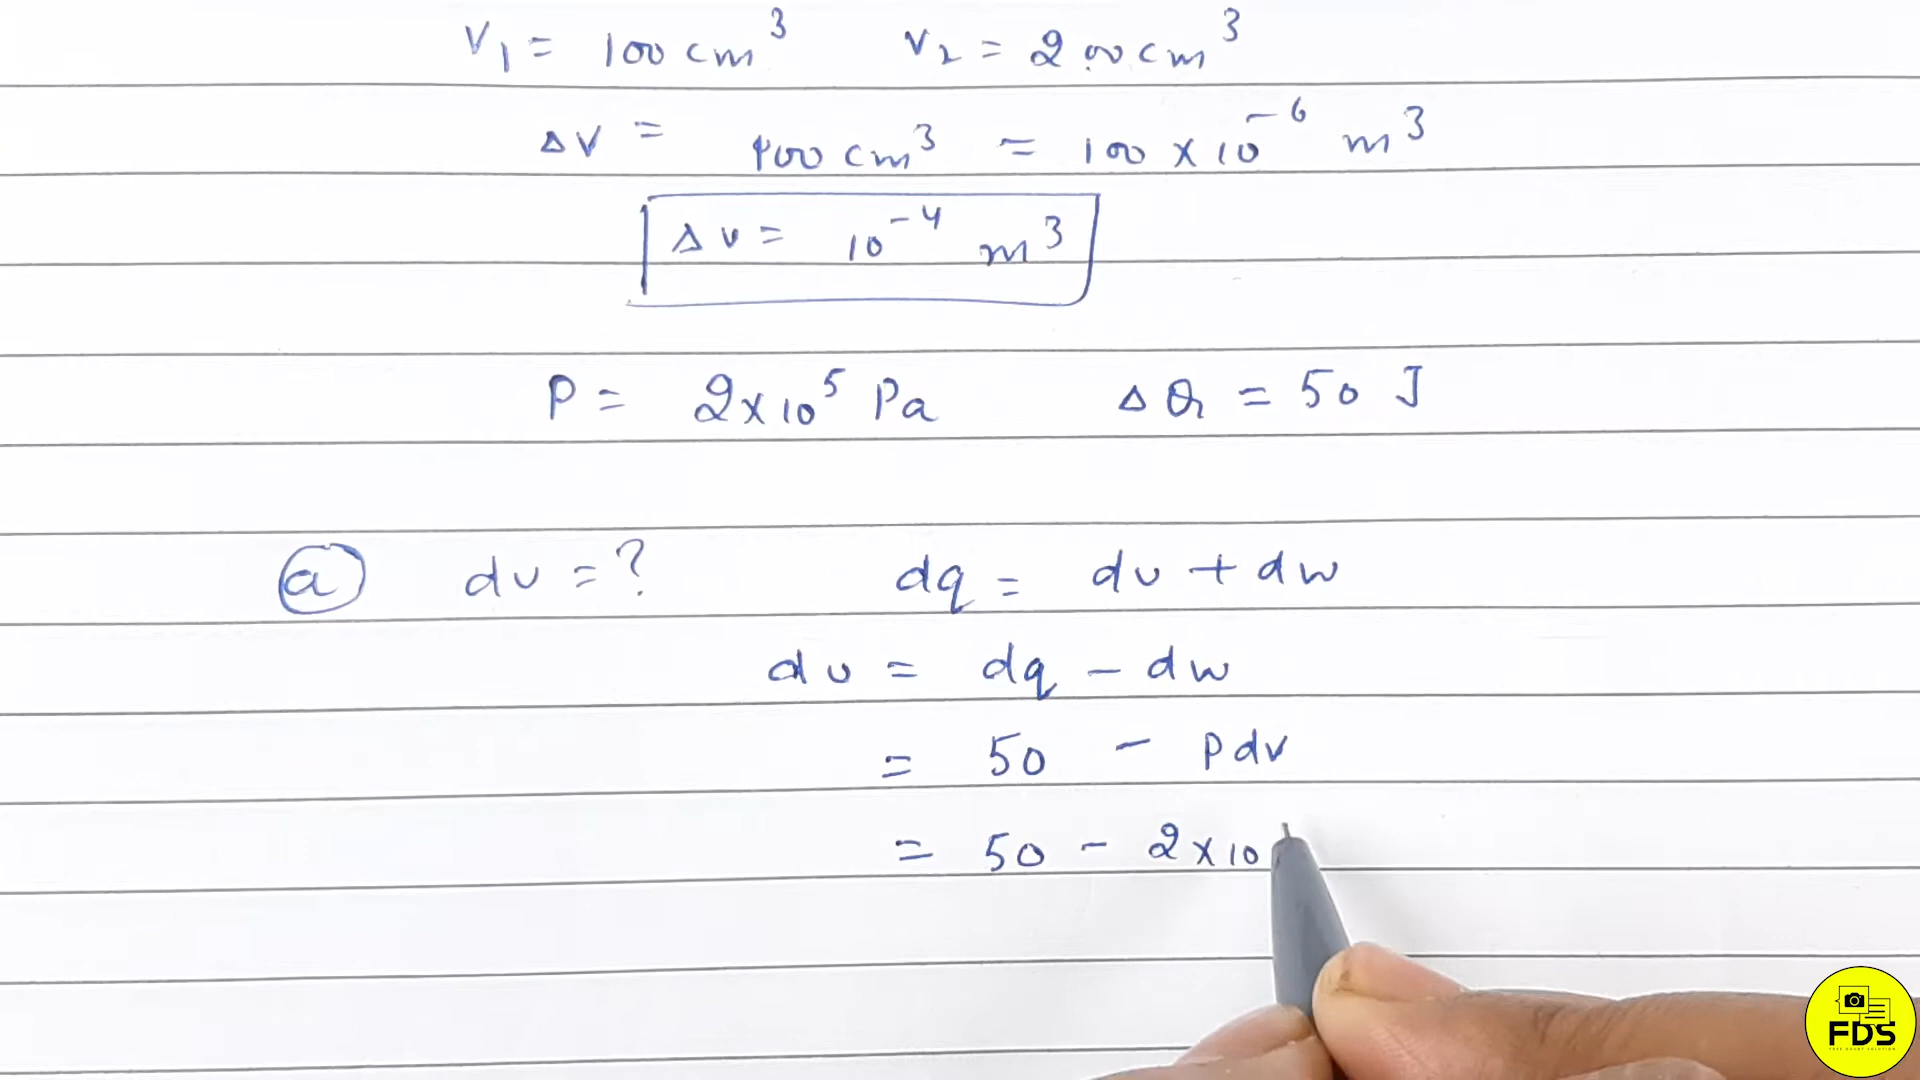 V₁ = 100 cm³ V₂ = 200 cm³
ΔV = 100 cm³ = 100 × 10⁻⁶ m³
ΔV = 10⁻⁴ m³
P = 2×10⁵ Pa ΔQ = 50 J
(a) du = ? dq = du + dw
du = dq - dw
= 50 - Pdv
= 50 - 2×10
FDS